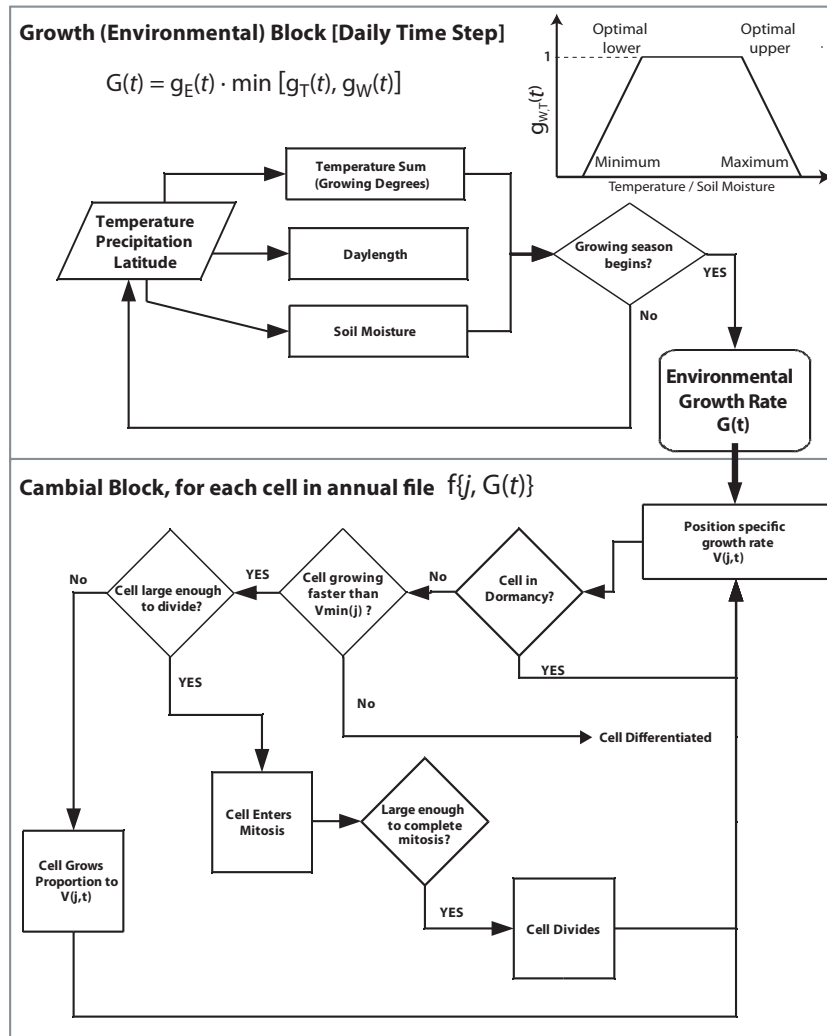 Growth (Environmental) Block [Daily Time Step]
G(t) = gE(t) · min [gT(t), gW(t)]
Optimal lower
Optimal upper
1
gW,T(t)
Minimum
Maximum
Temperature / Soil Moisture
Temperature Sum
(Growing Degrees)
Temperature
Precipitation
Latitude
Daylength
Soil Moisture
Growing season
begins?
YES
No
Environmental
Growth Rate
G(t)
Cambial Block, for each cell in annual file f{j, G(t)}
Position specific
growth rate
V(j,t)
Cell in
Dormancy?
No
YES
Cell growing
faster than
Vmin(j) ?
YES
No
Cell Differentiated
Cell large enough
to divide?
No
YES
Cell Enters
Mitosis
Large enough
to complete
mitosis?
YES
Cell Divides
Cell Grows
Proportion to
V(j,t)